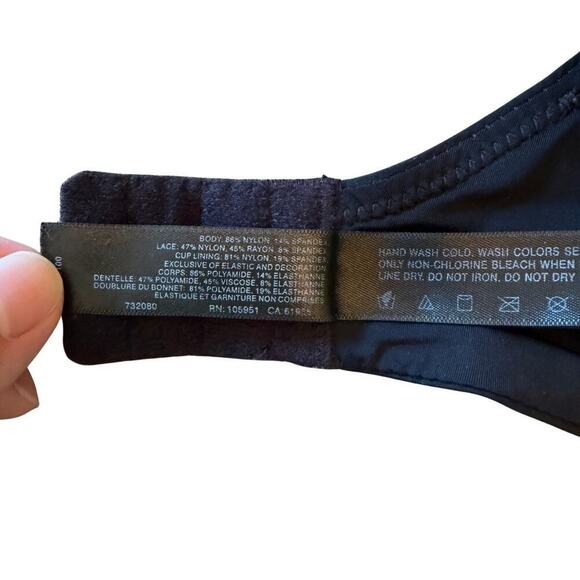 BODY: 86% NYLON, 14% SPANDEX
LACE: 47% NYLON, 45% RAYON, 8% SPANDEX
CUP LINING: 81% NYLON, 19% SPANDEX
EXCLUSIVE OF ELASTIC AND DECORATION
CORPS: 86% POLYAMIDE, 14% ELASTHANNE
DENTELLE: 47% POLYAMIDE, 45% VISCOSE, 8% ELASTHANNE
DOUBLURE DU BONNET: 81% POLYAMIDE, 19% ELASTHANNE
ELASTIQUE ET GARNITURE NON COMPRISES
732080 RN: 105951 CA:
HAND WASH COLD, WASH COLORS SE
ONLY NON-CHLORINE BLEACH WHEN
LINE DRY. DO NOT IRON. DO NOT DRY